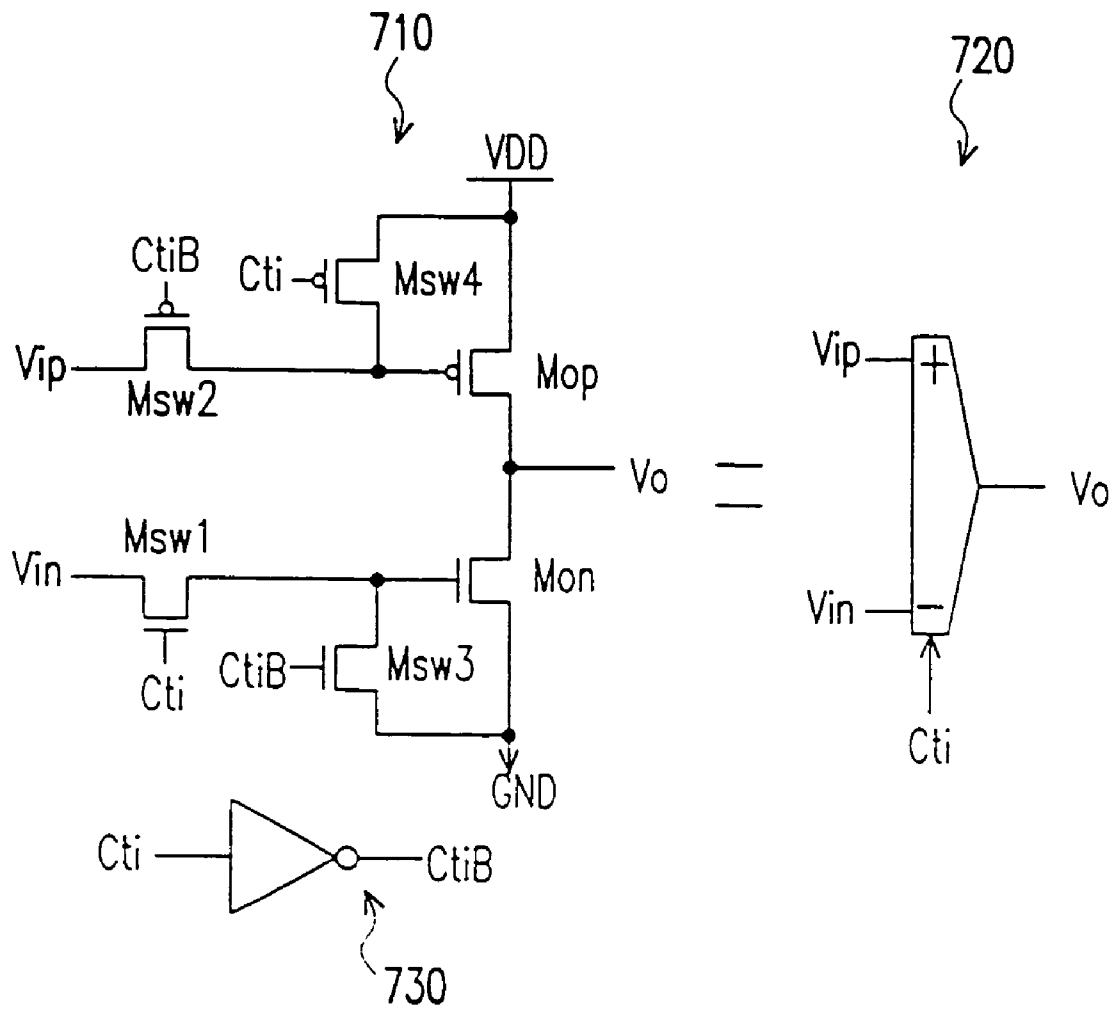 710
720
VDD
CtiB
Cti
Msw4
Vip
Msw2
Mop
Vip
+
Vo
=
Vo
Msw1
Vin
Mon
Vin
−
CtiB
Msw3
Cti
Cti
GND
Cti
CtiB
730